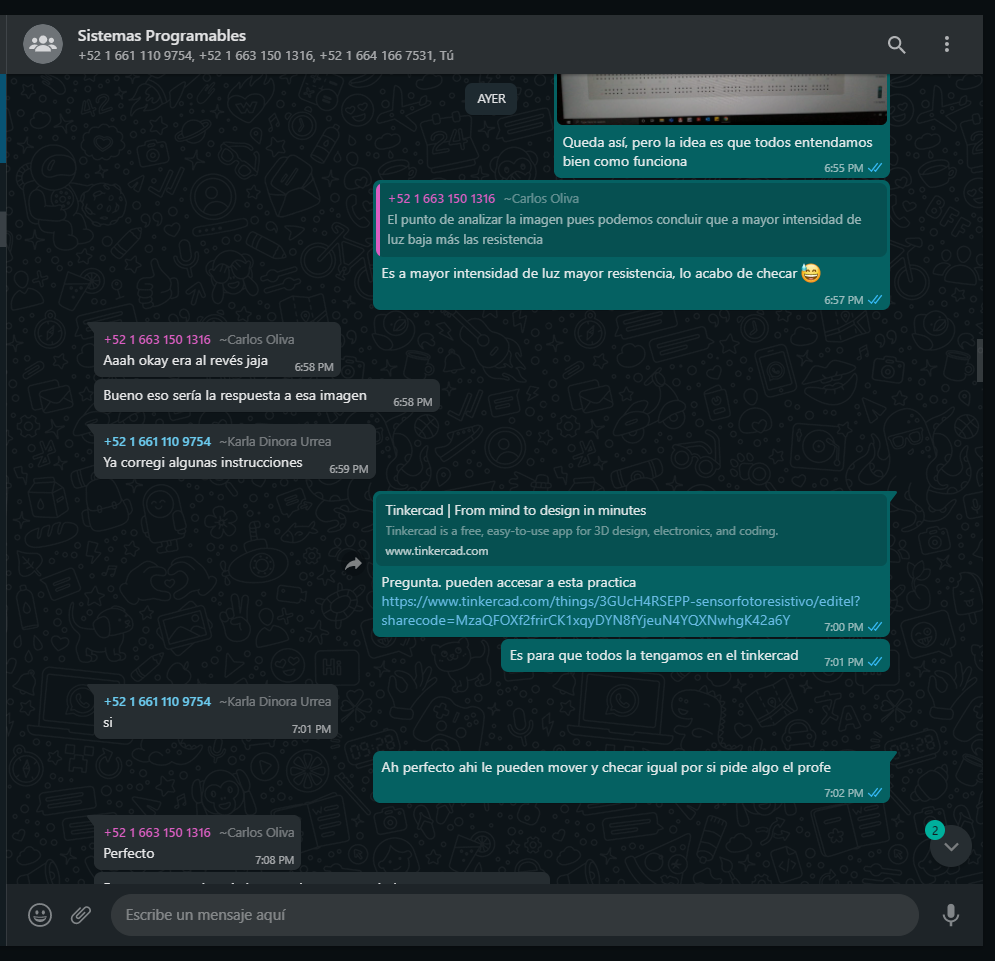 Sistemas Programables
+52 1 661 110 9754, +52 1 663 150 1316, +52 1 664 166 7531, Tú
AYER
Queda así, pero la idea es que todos entendamos
bien como funciona
6:55 PM
+52 1 663 150 1316 ~Carlos Oliva
El punto de analizar la imagen pues podemos concluir que a mayor intensidad de
luz baja más las resistencia
Es a mayor intensidad de luz mayor resistencia, lo acabo de checar 😅
6:57 PM
+52 1 663 150 1316 ~Carlos Oliva
Aaah okay era al revés jaja
6:58 PM
Bueno eso sería la respuesta a esa imagen
6:58 PM
+52 1 661 110 9754 ~Karla Dinora Urrea
Ya corregi algunas instrucciones
6:59 PM
Tinkercad | From mind to design in minutes
Tinkercad is a free, easy-to-use app for 3D design, electronics, and coding.
www.tinkercad.com
Pregunta. pueden accesar a esta practica
https://www.tinkercad.com/things/3GUcH4RSEPP-sensorfotoresistivo/editel?
sharecode=MzaQFOXf2frirCK1xqyDYN8fYjeuN4YQXNwhgK42a6Y
7:00 PM
Es para que todos la tengamos en el tinkercad
7:01 PM
+52 1 661 110 9754 ~Karla Dinora Urrea
si
7:01 PM
Ah perfecto ahi le pueden mover y checar igual por si pide algo el profe
7:02 PM
+52 1 663 150 1316 ~Carlos Oliva
Perfecto
7:08 PM
2
Escribe un mensaje aquí